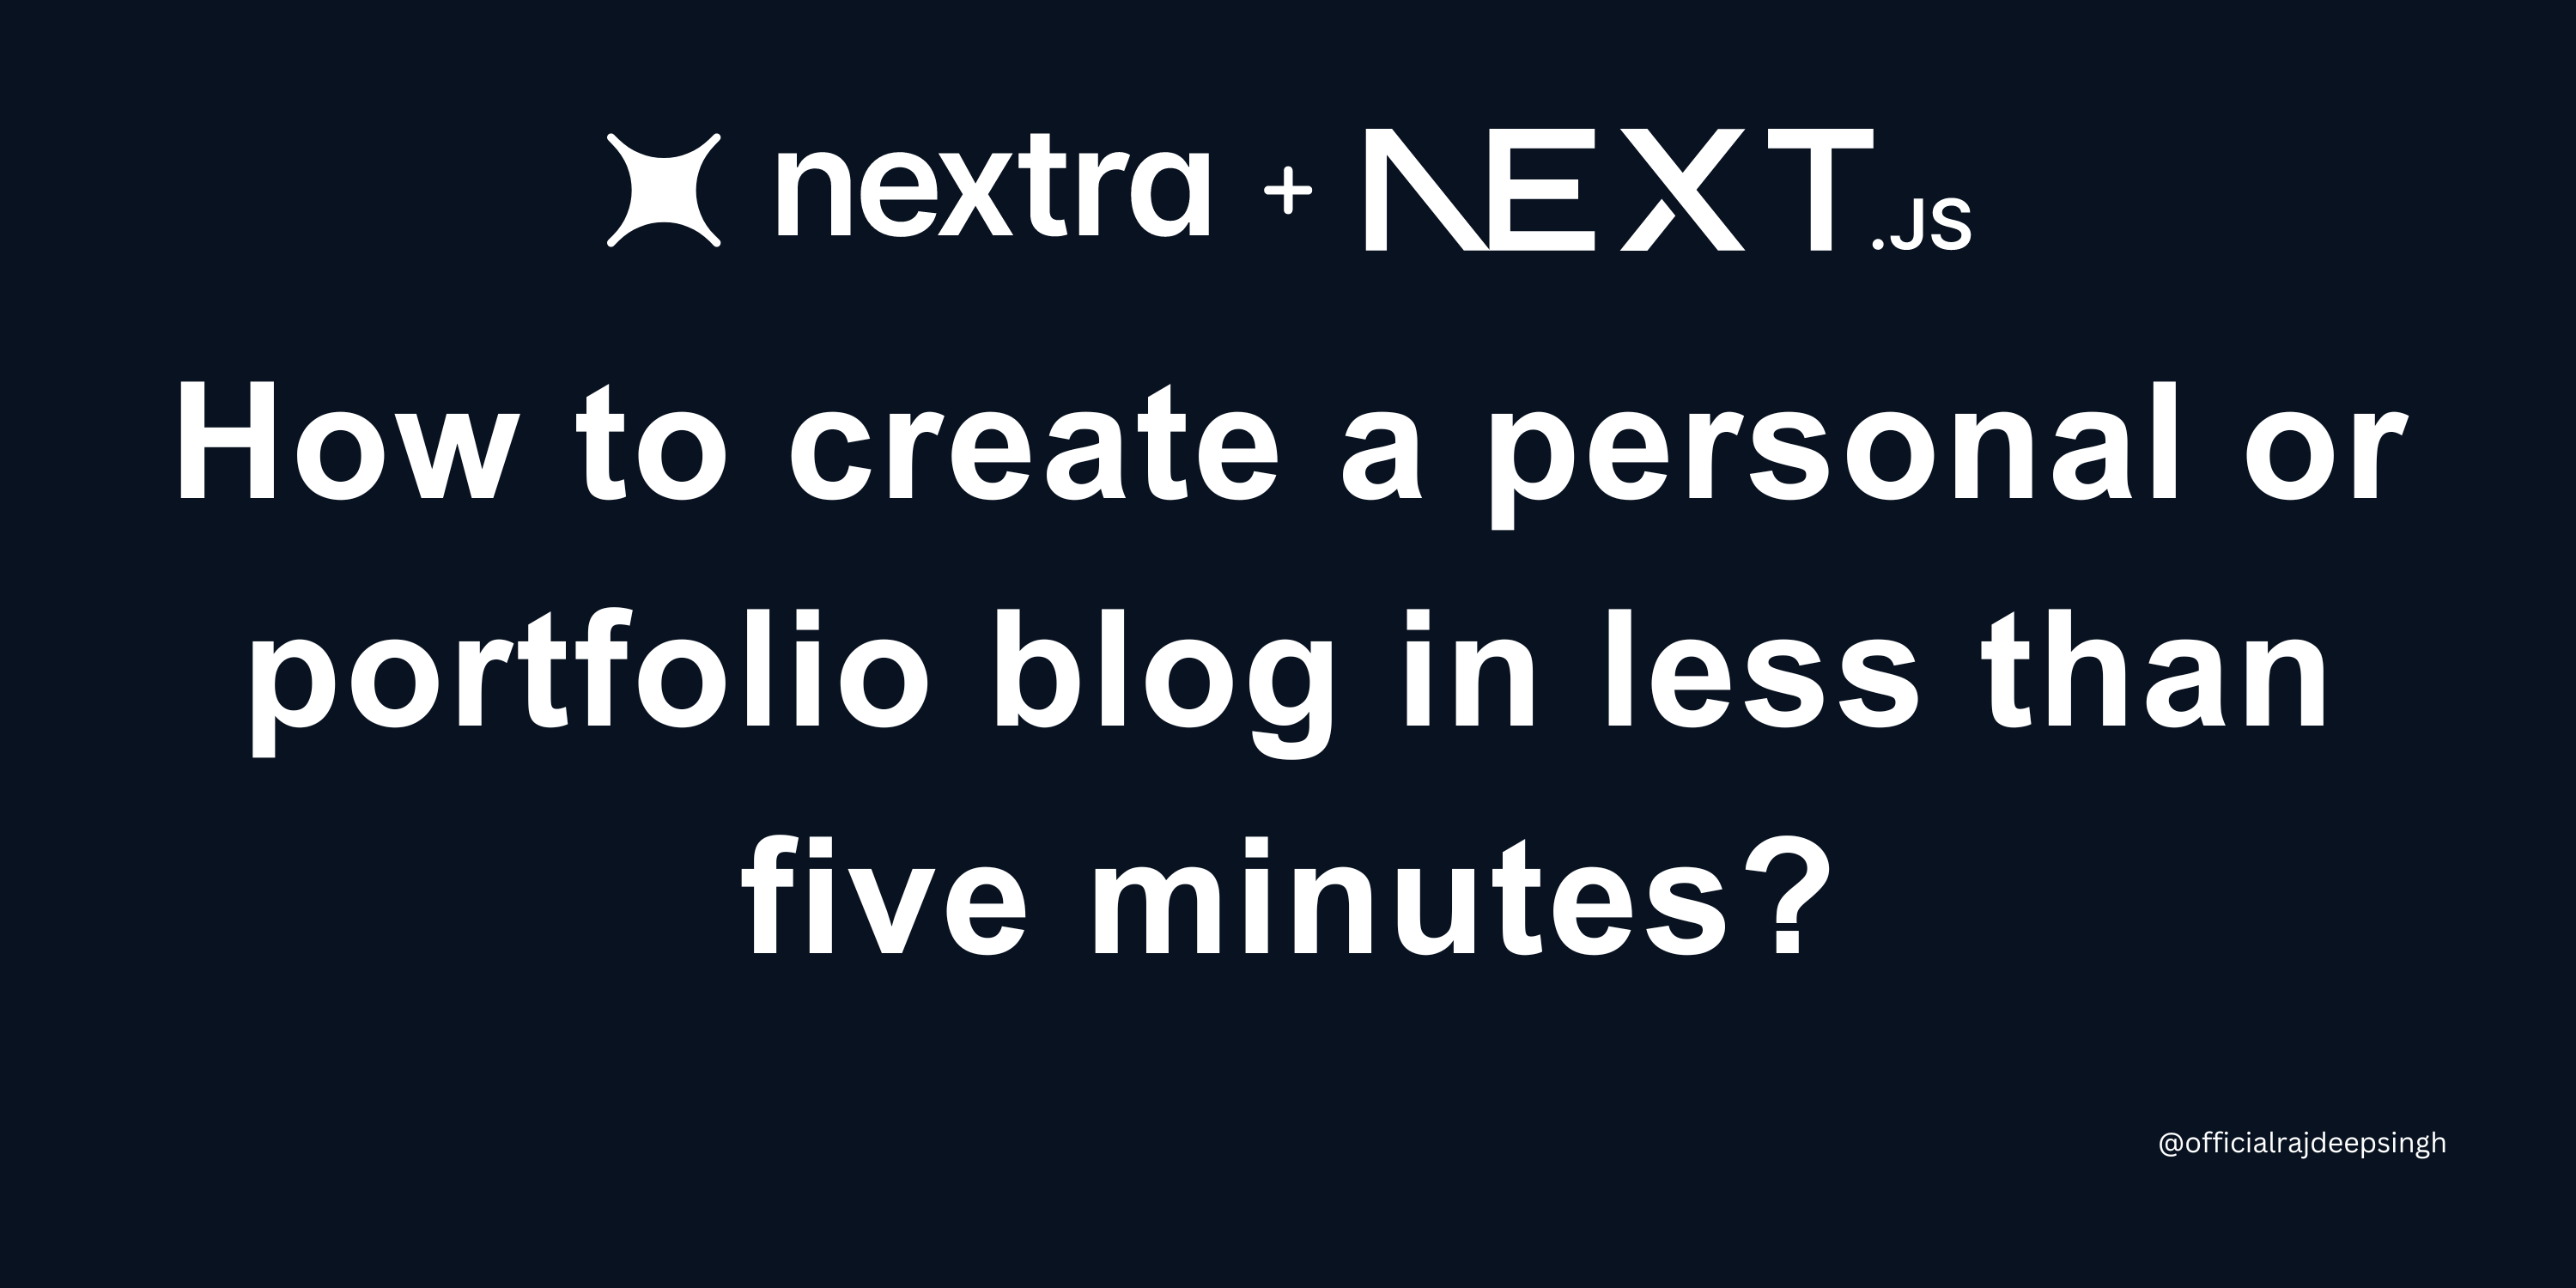 nextra + NEXT.JS
How to create a personal or
portfolio blog in less than
five minutes?
@officialrajdeepsingh